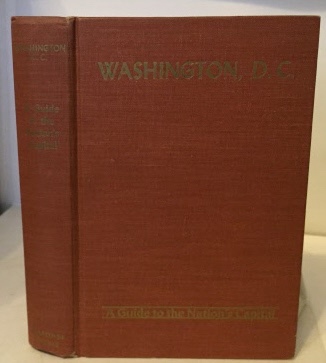 WASHINGTON
D. C.
A Guide
to the
Nation's
Capital
WASHINGTON, D. C.
A Guide to the Nation's Capital